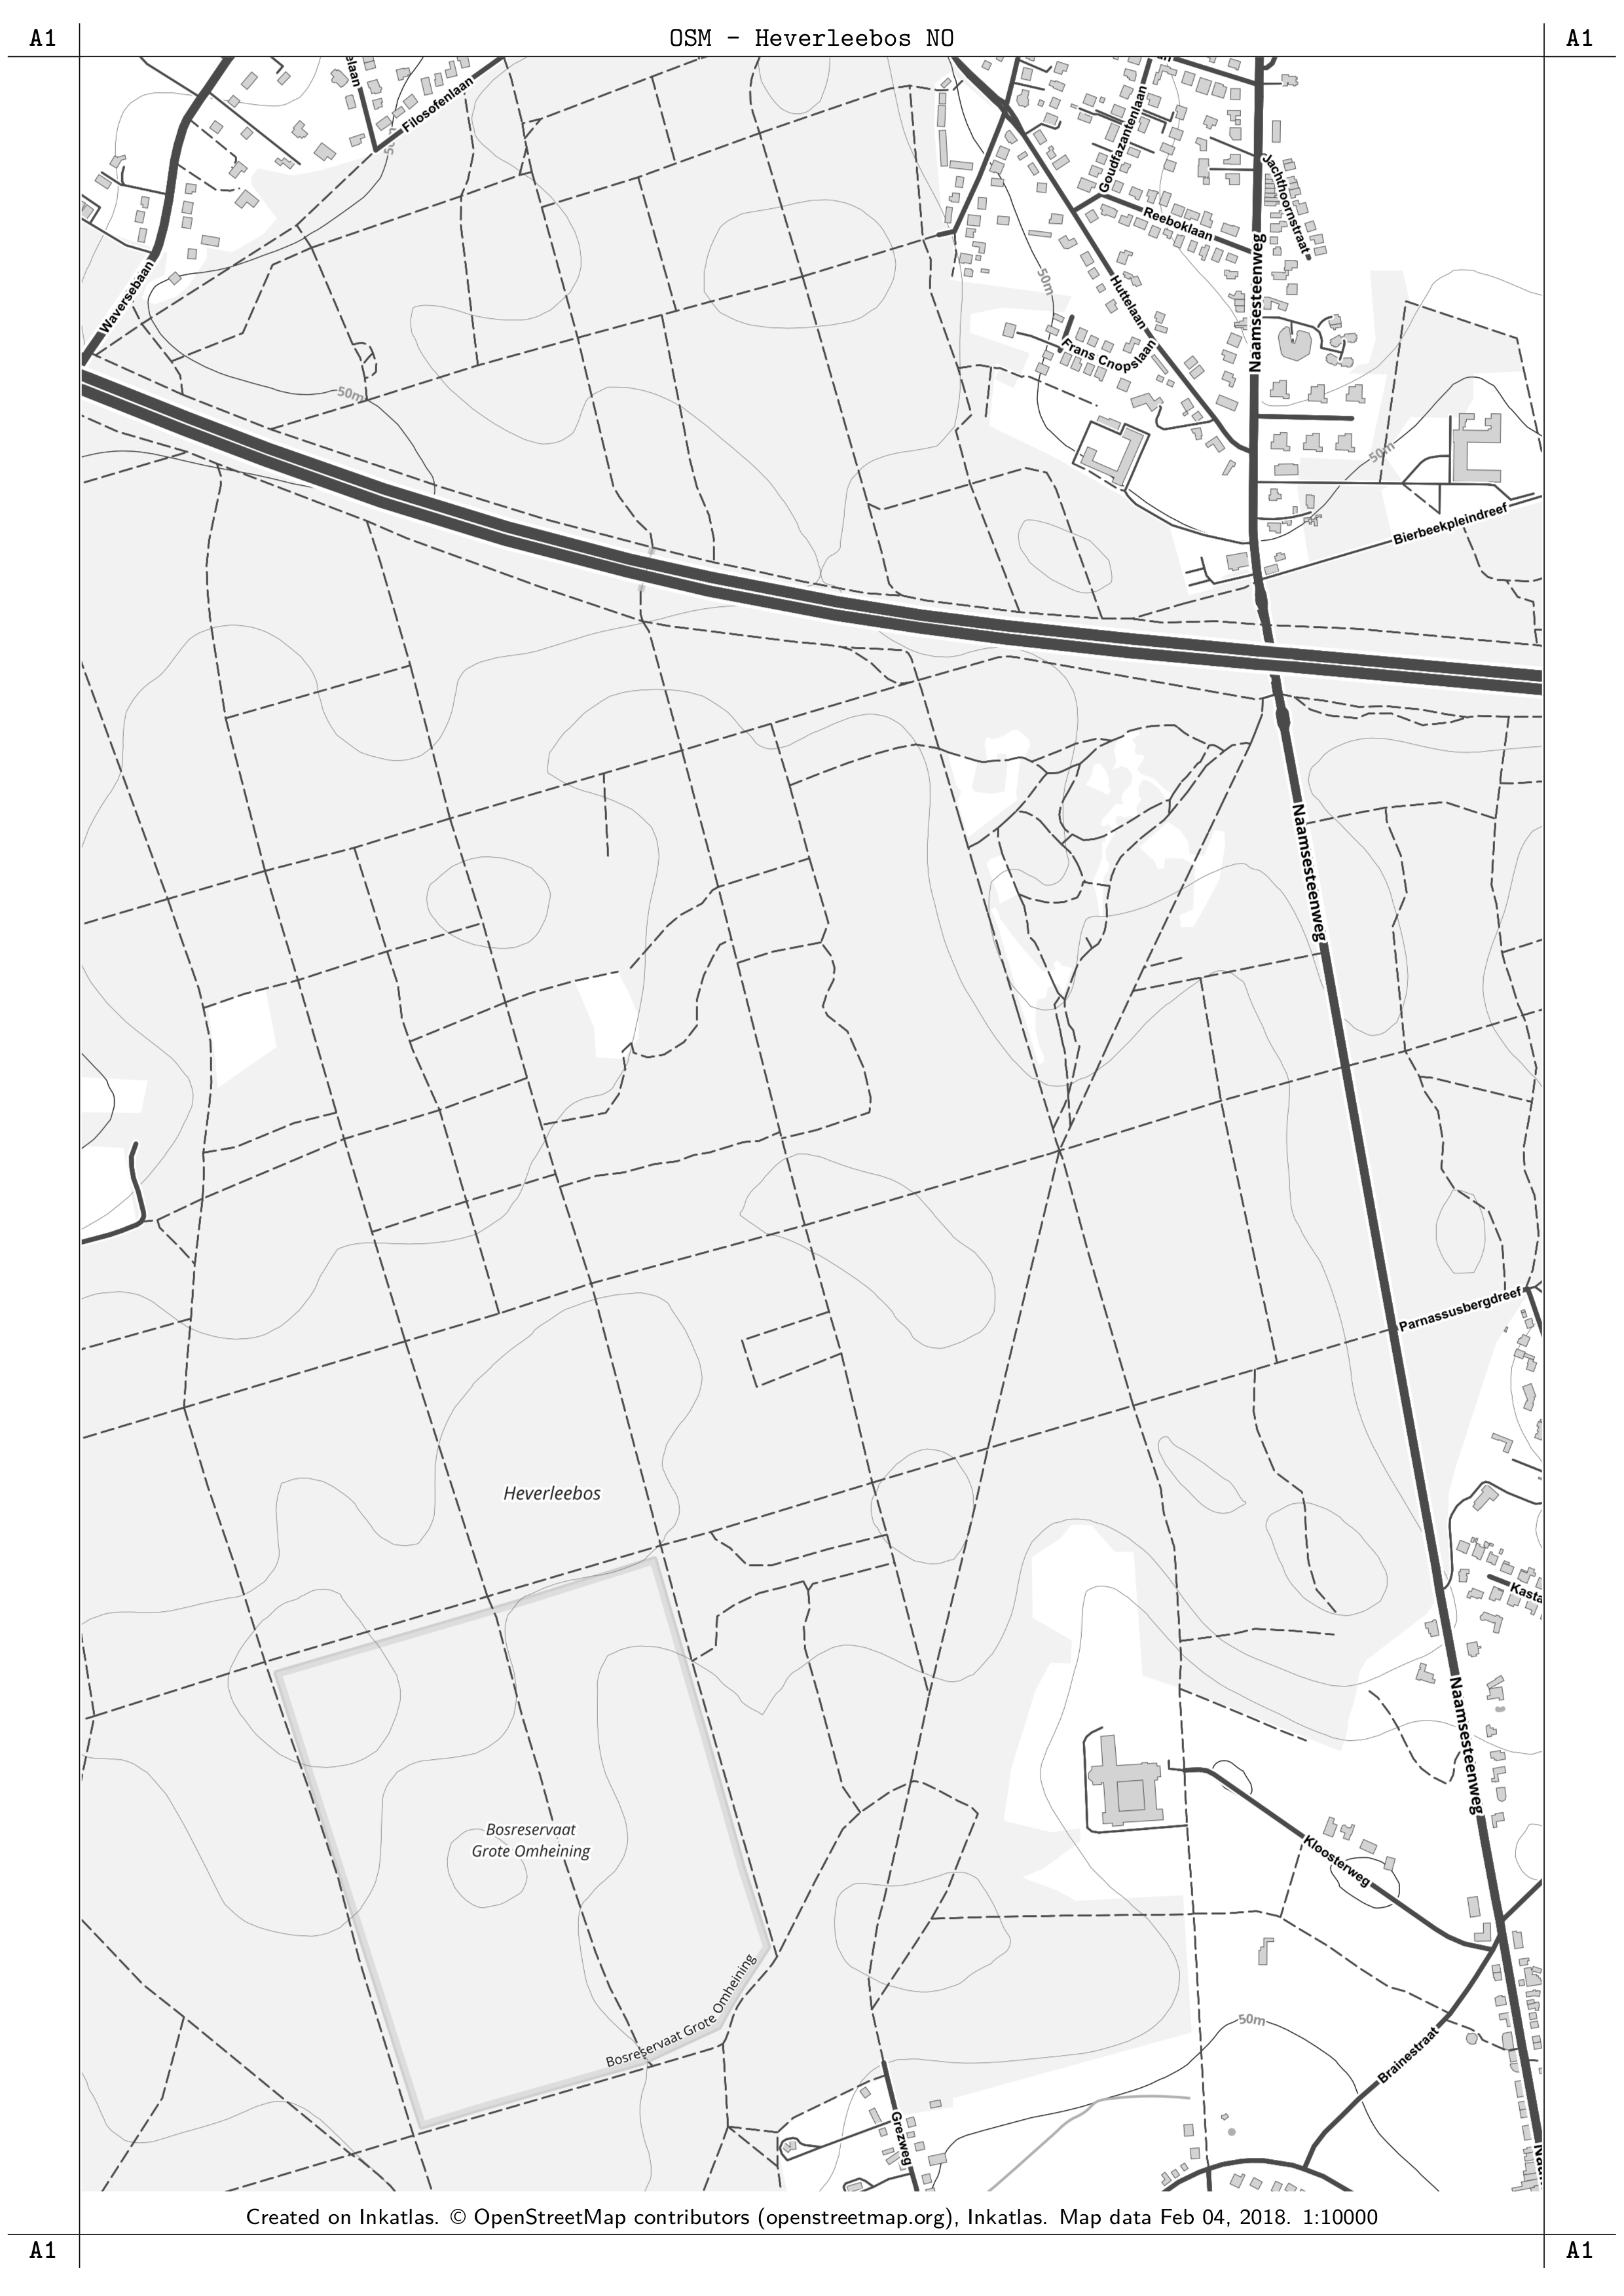 A1
OSM - Heverleebos NO
A1
elaan
Filosofenlaan
Goudfazantenlaan
Jachthoornstraat
Reeboklaan
Naamsesteenweg
Waversebaan
50m
Huttelaan
Frans Cnopslaan
50m
50m
Bierbeekpleindreef
Naamsesteenweg
Parnassusbergdreef
Heverleebos
Kasta
Naamsesteenweg
Bosreservaat
Grote Omheining
Kloosterweg
Bosreservaat Grote Omheining
50m
Brainestraat
Grezweg
Created on Inkatlas. © OpenStreetMap contributors (openstreetmap.org), Inkatlas. Map data Feb 04, 2018. 1:10000
A1
A1